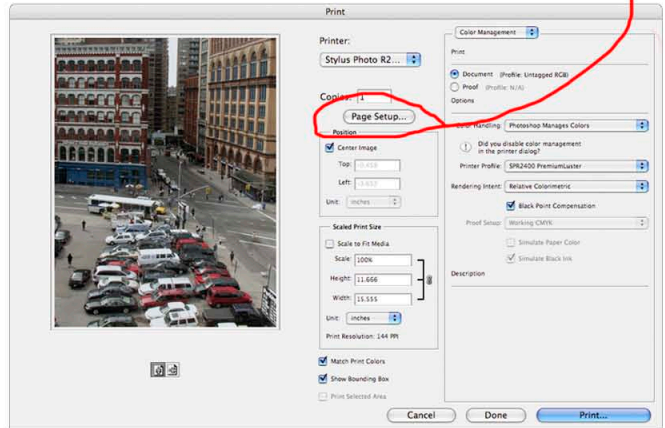 Print
Printer:
Stylus Photo R2...
Copies: 1
Page Setup...
Position
Center Image
Top:
Left:
Unit: inches
Scaled Print Size
Scale to Fit Media
Scale: 100%
Height: 11.666
Width: 15.555
Unit: inches
Print Resolution: 144 PPI
Match Print Colors
Show Bounding Box
Print Selected Area
Color Management
Print
Document (Profile: Untagged RGB)
Proof (Profile: N/A)
Options
Color Handling: Photoshop Manages Colors
Did you disable color management
in the printer dialog?
Printer Profile: SPR2400 PremiumLuster
Rendering Intent: Relative Colorimetric
Black Point Compensation
Proof Setup: Working CMYK
Simulate Paper Color
Simulate Black Ink
Description
Cancel
Done
Print...